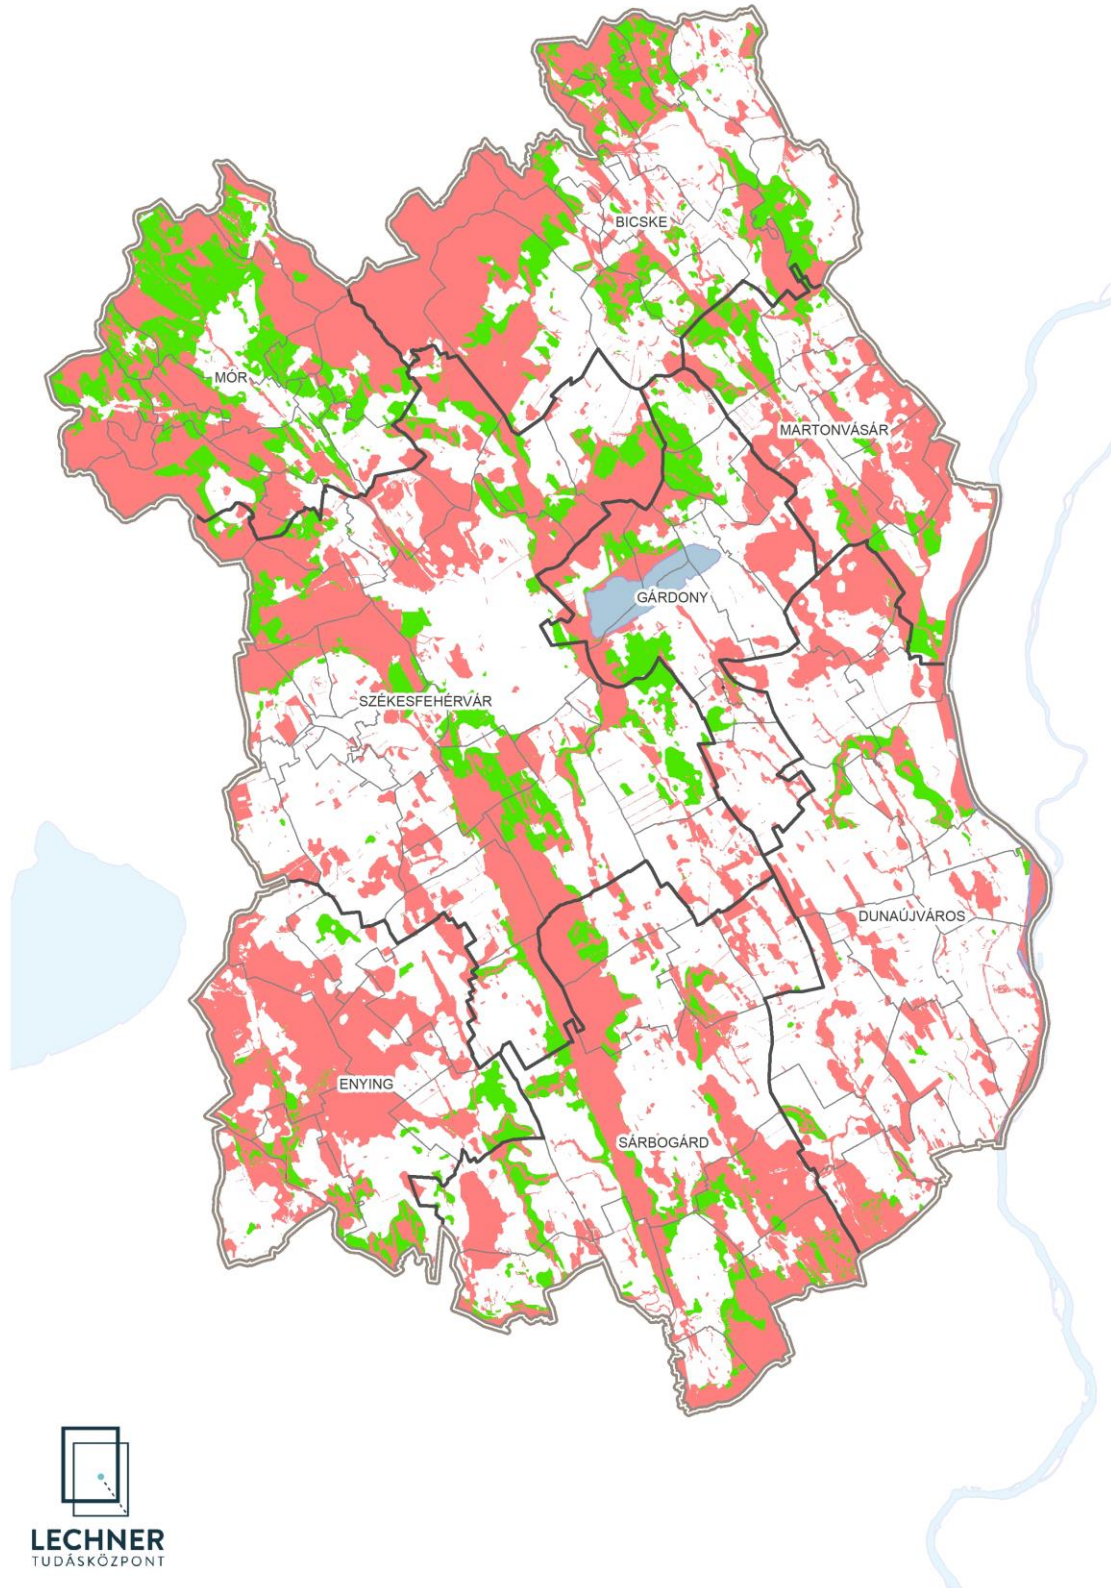 BICSKE
MÓR
MARTONVÁSÁR
GÁRDONY
SZÉKESFEHÉRVÁR
DUNAÚJVÁROS
ENYING
SÁRBOGÁRD
LECHNER
TUDÁSKÖZPONT